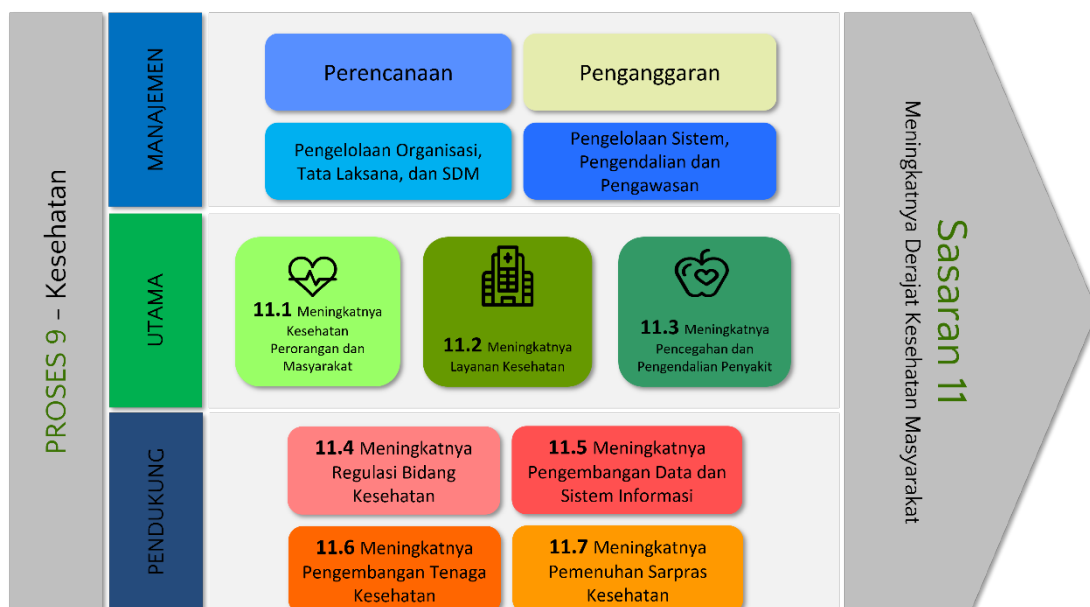 PROSES 9 – Kesehatan
MANAJEMEN
Perencanaan
Penganggaran
Pengelolaan Organisasi,
Tata Laksana, dan SDM
Pengelolaan Sistem,
Pengendalian dan
Pengawasan
UTAMA
11.1 Meningkatnya
Kesehatan
Perorangan dan
Masyarakat
11.2 Meningkatnya
Layanan Kesehatan
11.3 Meningkatnya
Pencegahan dan
Pengendalian Penyakit
PENDUKUNG
11.4 Meningkatnya
Regulasi Bidang
Kesehatan
11.5 Meningkatnya
Pengembangan Data dan
Sistem Informasi
11.6 Meningkatnya
Pengembangan Tenaga
Kesehatan
11.7 Meningkatnya
Pemenuhan Sarpras
Kesehatan
Sasaran 11
Meningkatnya Derajat Kesehatan Masyarakat